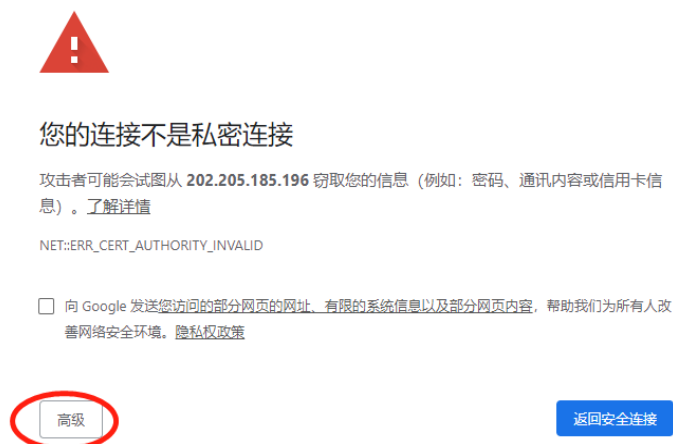 您的连接不是私密连接
攻击者可能会试图从 202.205.185.196 窃取您的信息（例如：密码、通讯内容或信用卡信
息）。了解详情
NET::ERR_CERT_AUTHORITY_INVALID
向 Google 发送您访问的部分网页的网址、有限的系统信息以及部分网页内容，帮助我们为所有人改
善网络安全环境。隐私权政策
高级
返回安全连接